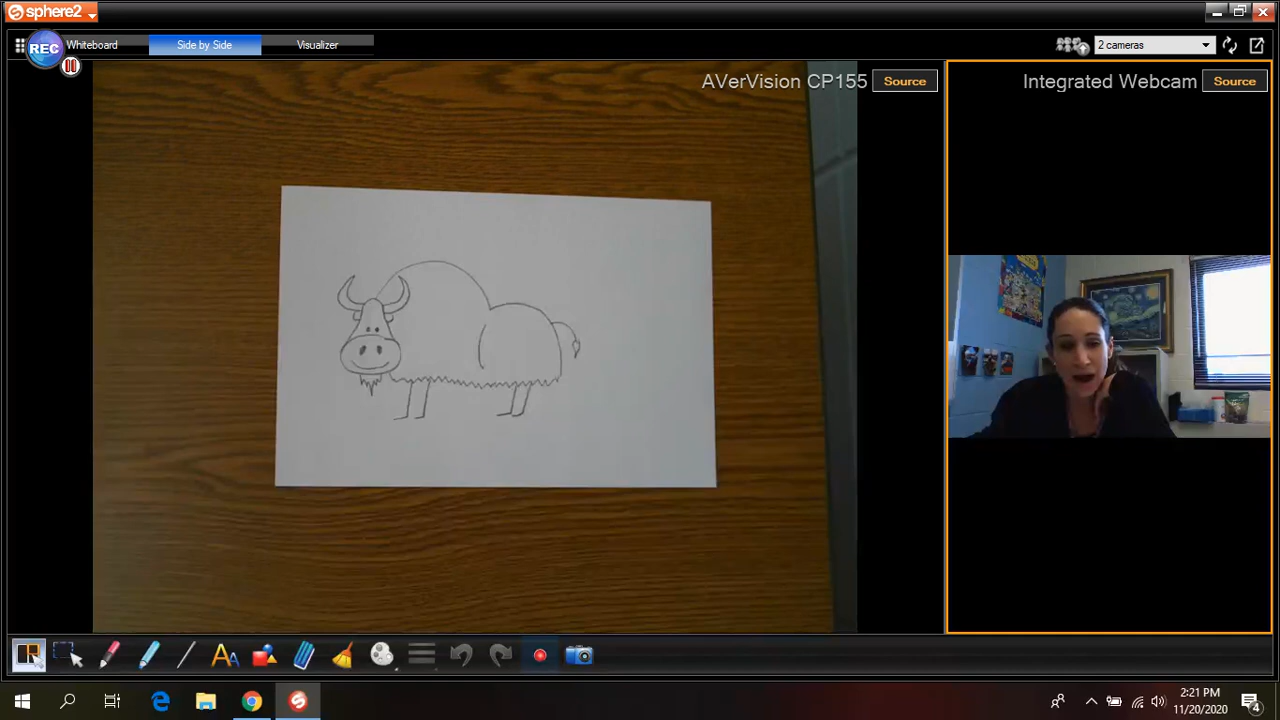 sphere2
REC
Whiteboard
Side by Side
Visualizer
2 cameras
AVerVision CP155
Source
Integrated Webcam
Source
2:21 PM
11/20/2020
4